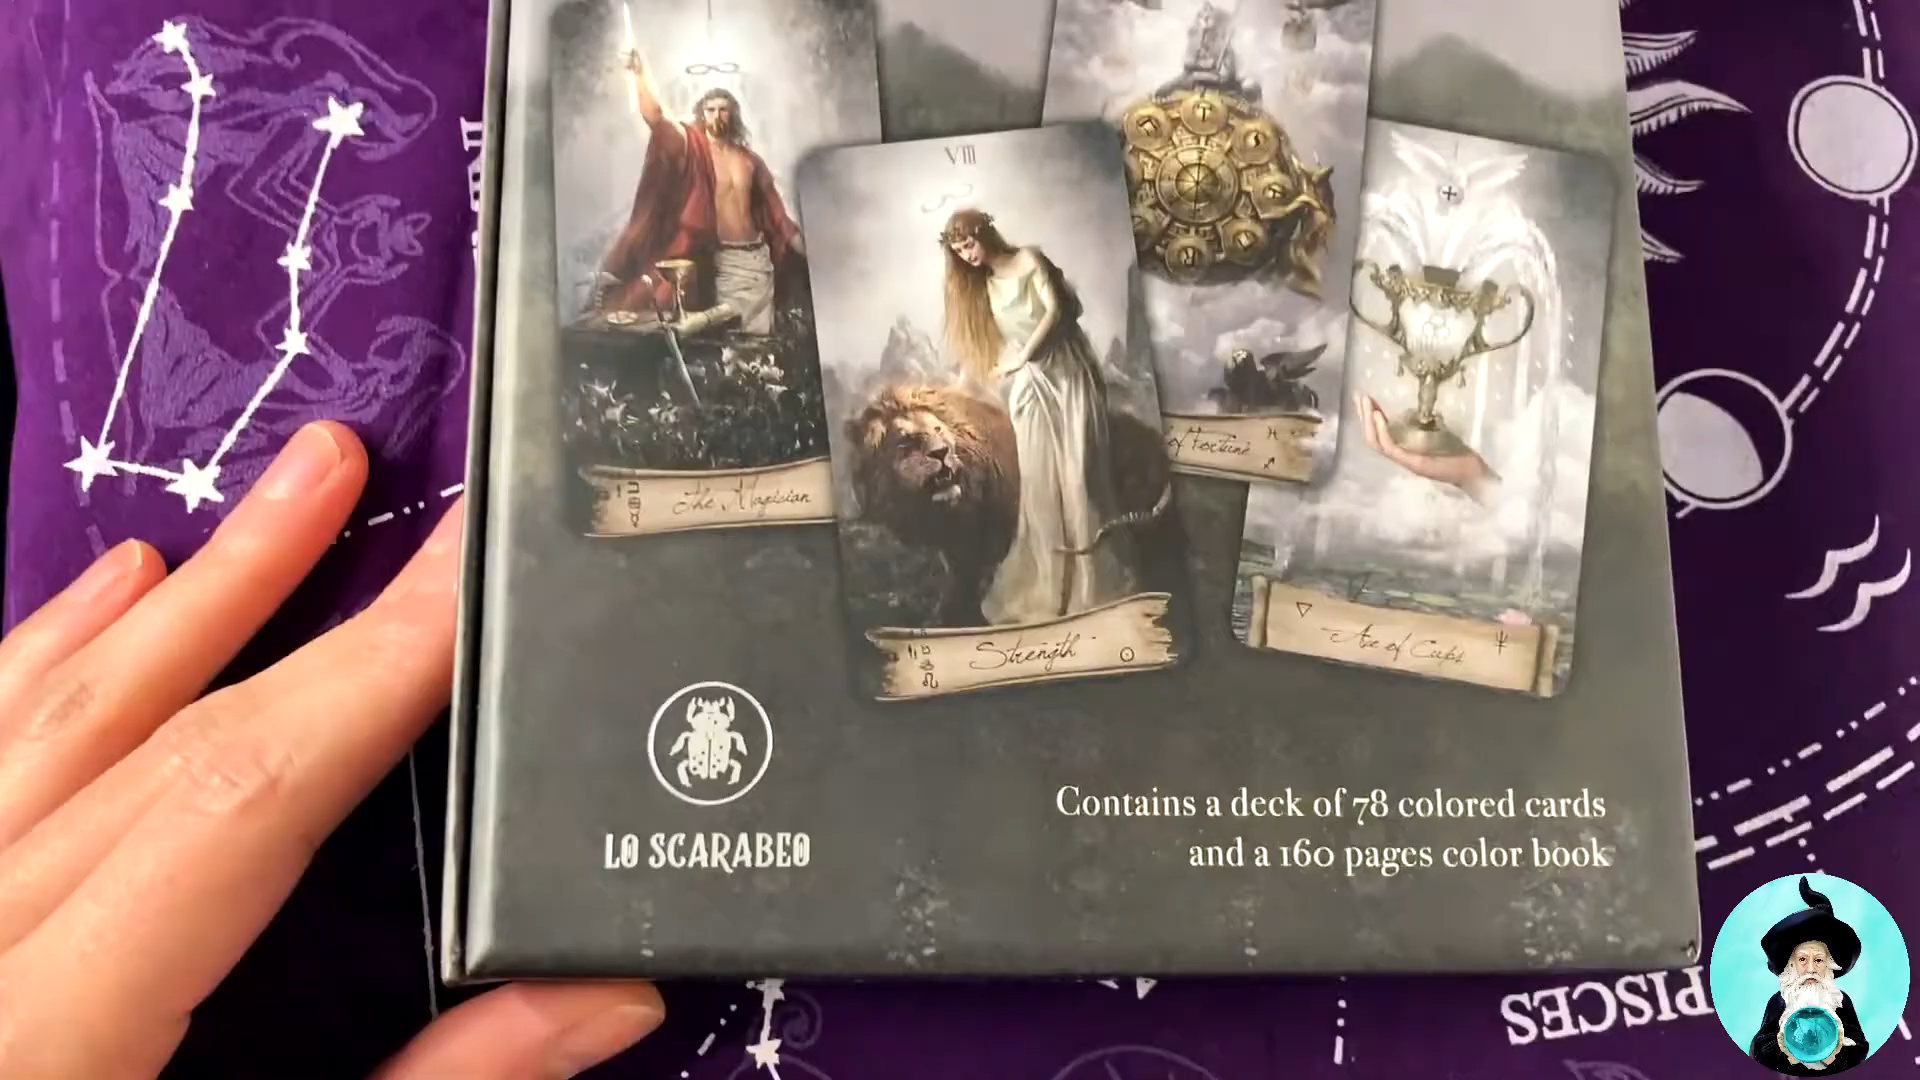 VIII
of Fortune
The Magician
Strength
Ace of Cups
LO SCARABEO
Contains a deck of 78 colored cards
and a 160 pages color book
PISCES